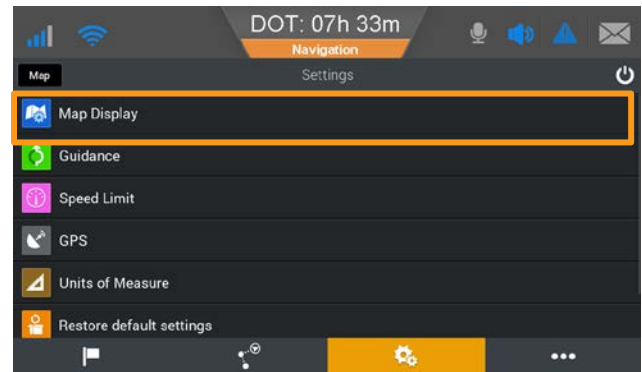 DOT: 07h 33m
Navigation
Map
Settings
Map Display
Guidance
Speed Limit
GPS
Units of Measure
Restore default settings